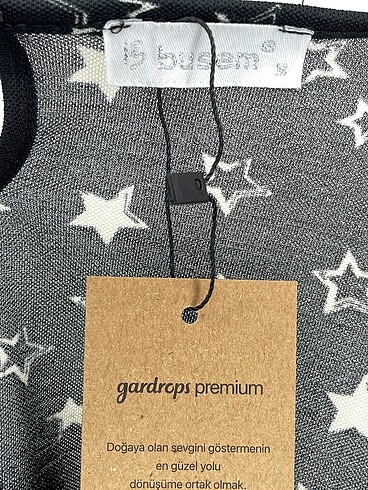 busem®
S
gardrops premium
Doğaya olan sevgini göstermenin
en güzel yolu
dönüşüme ortak olmak.